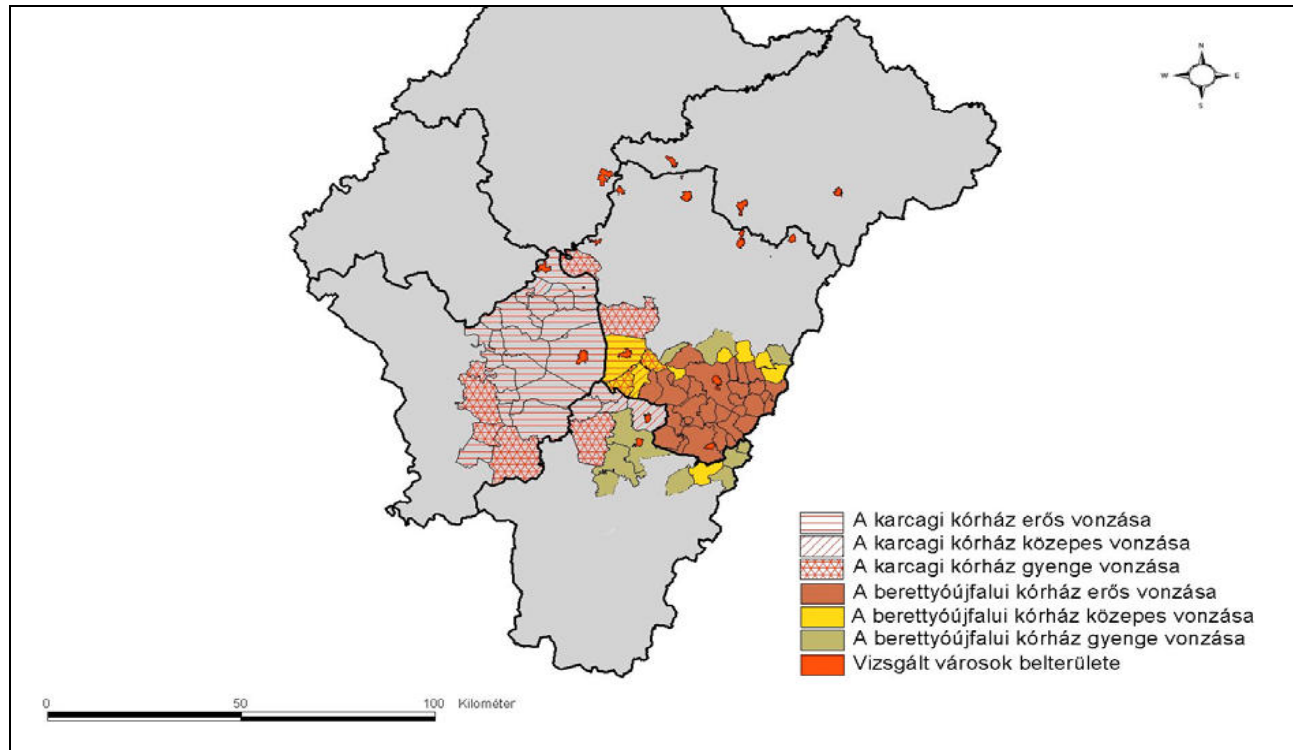 N
W E
S
A karcagi kórház erős vonzása
A karcagi kórház közepes vonzása
A karcagi kórház gyenge vonzása
A berettyóújfalui kórház erős vonzása
A berettyóújfalui kórház közepes vonzása
A berettyóújfalui kórház gyenge vonzása
Vizsgált városok belterülete
0 50 100 Kilométer